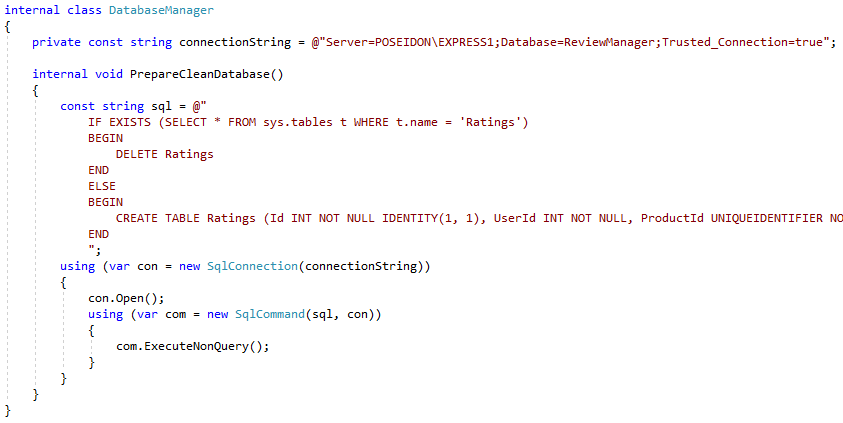 internal class DatabaseManager
{
    private const string connectionString = @"Server=POSEIDON\EXPRESS1;Database=ReviewManager;Trusted_Connection=true";

    internal void PrepareCleanDatabase()
    {
        const string sql = @"
            IF EXISTS (SELECT * FROM sys.tables t WHERE t.name = 'Ratings')
            BEGIN
                DELETE Ratings
            END
            ELSE
            BEGIN
                CREATE TABLE Ratings (Id INT NOT NULL IDENTITY(1, 1), UserId INT NOT NULL, ProductId UNIQUEIDENTIFIER NO
            END
            ";
        using (var con = new SqlConnection(connectionString))
        {
            con.Open();
            using (var com = new SqlCommand(sql, con))
            {
                com.ExecuteNonQuery();
            }
        }
    }
}